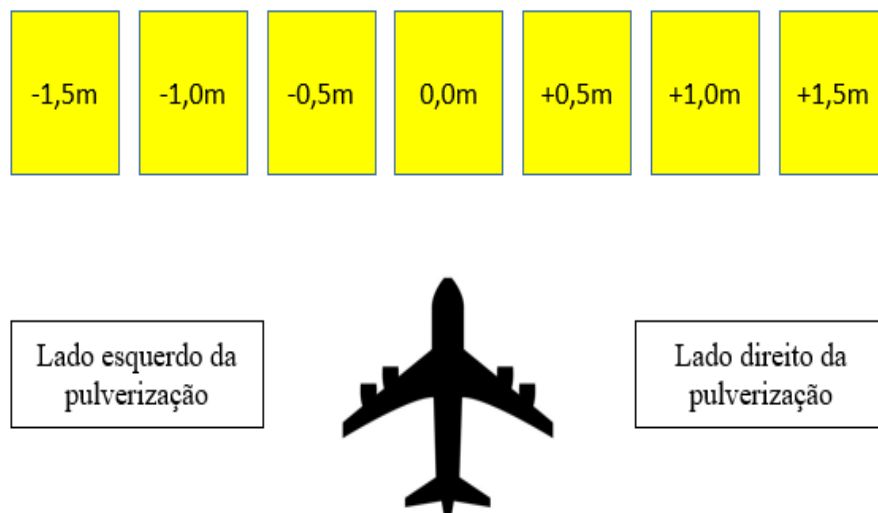 -1,5m -1,0m -0,5m 0,0m +0,5m +1,0m +1,5m
Lado esquerdo da
pulverização
Lado direito da
pulverização